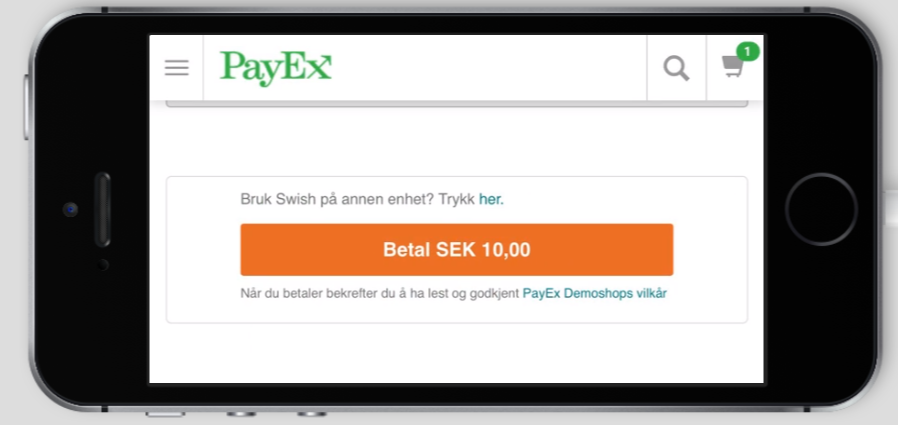 PayEx
1
Bruk Swish på annen enhet? Trykk her.
Betal SEK 10,00
Når du betaler bekrefter du å ha lest og godkjent PayEx Demoshops vilkår